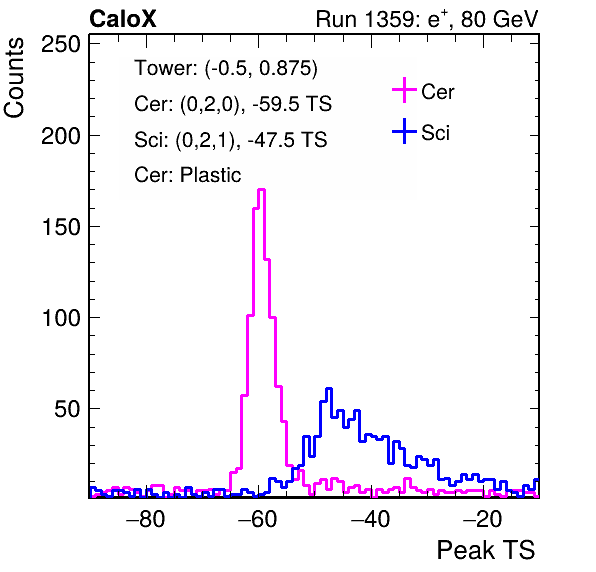 CaloX Run 1359: e⁺, 80 GeV
Counts
250
200
150
100
50
Tower: (-0.5, 0.875)
Cer: (0,2,0), -59.5 TS
Sci: (0,2,1), -47.5 TS
Cer: Plastic
Cer
Sci
−80 −60 −40 −20
Peak TS